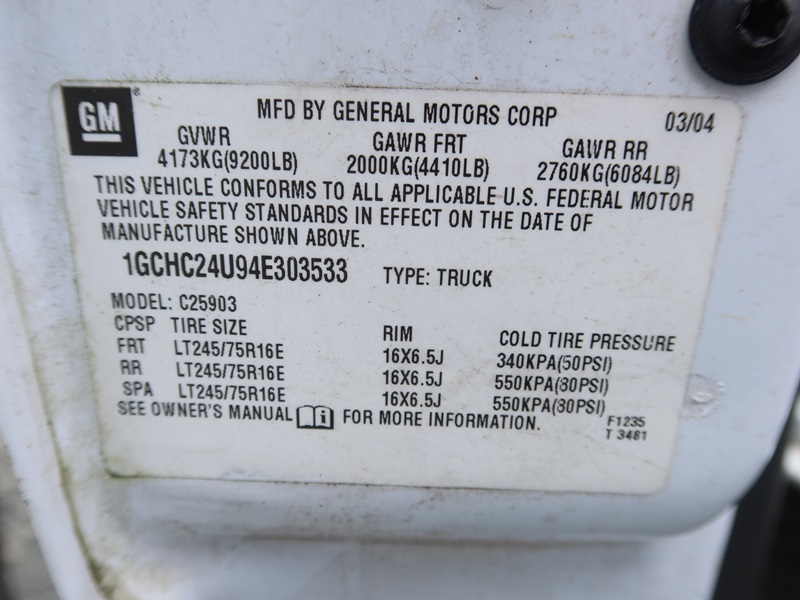 GM
MFD BY GENERAL MOTORS CORP 03/04
GVWR GAWR FRT GAWR RR
4173KG(9200LB) 2000KG(4410LB) 2760KG(6084LB)
THIS VEHICLE CONFORMS TO ALL APPLICABLE U.S. FEDERAL MOTOR
VEHICLE SAFETY STANDARDS IN EFFECT ON THE DATE OF
MANUFACTURE SHOWN ABOVE.
1GCHC24U94E303533 TYPE: TRUCK
MODEL: C25903
CPSP TIRE SIZE RIM COLD TIRE PRESSURE
FRT LT245/75R16E 16X6.5J 340KPA(50PSI)
RR LT245/75R16E 16X6.5J 550KPA(80PSI)
SPA LT245/75R16E 16X6.5J 550KPA(80PSI)
SEE OWNER'S MANUAL i FOR MORE INFORMATION.
F1235
T 3481